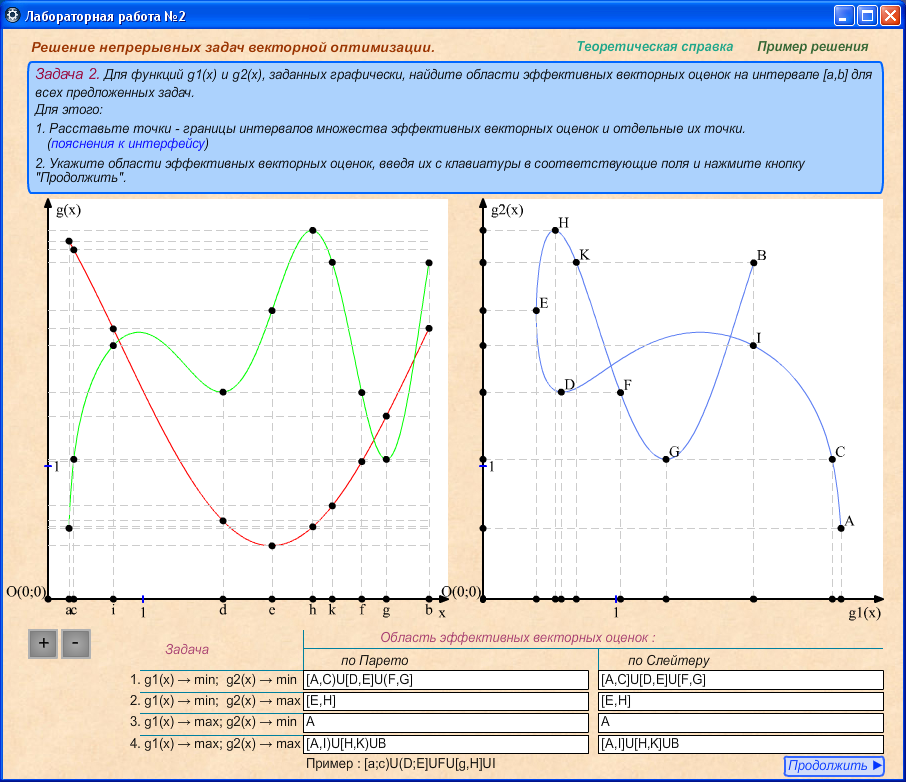 Лабораторная работа №2
Решение непрерывных задач векторной оптимизации.
Теоретическая справка
Пример решения
Задача 2. Для функций g1(x) и g2(x), заданных графически, найдите области эффективных векторных оценок на интервале [a,b] для
всех предложенных задач.
Для этого:
1. Расставьте точки - границы интервалов множества эффективных векторных оценок и отдельные их точки.
(пояснения к интерфейсу)
2. Укажите области эффективных векторных оценок, введя их с клавиатуры в соответствующие поля и нажмите кнопку
"Продолжить".
g(x)
1
O(0;0)
a c i 1 d e h k f g b x
g2(x)
H
K
B
E
I
D
F
G
C
1
A
O(0;0)
1
g1(x)
+ -
Задача
Область эффективных векторных оценок :
по Парето
по Слейтеру
1. g1(x) → min; g2(x) → min [A,C)U[D,E]U(F,G] [A,C]U[D,E]U[F,G]
2. g1(x) → min; g2(x) → max [E,H] [E,H]
3. g1(x) → max; g2(x) → min A A
4. g1(x) → max; g2(x) → max [A,I)U[H,K)UB [A,I]U[H,K]UB
Пример : [a;c)U(D;E]UFU[g,H]UI
Продолжить